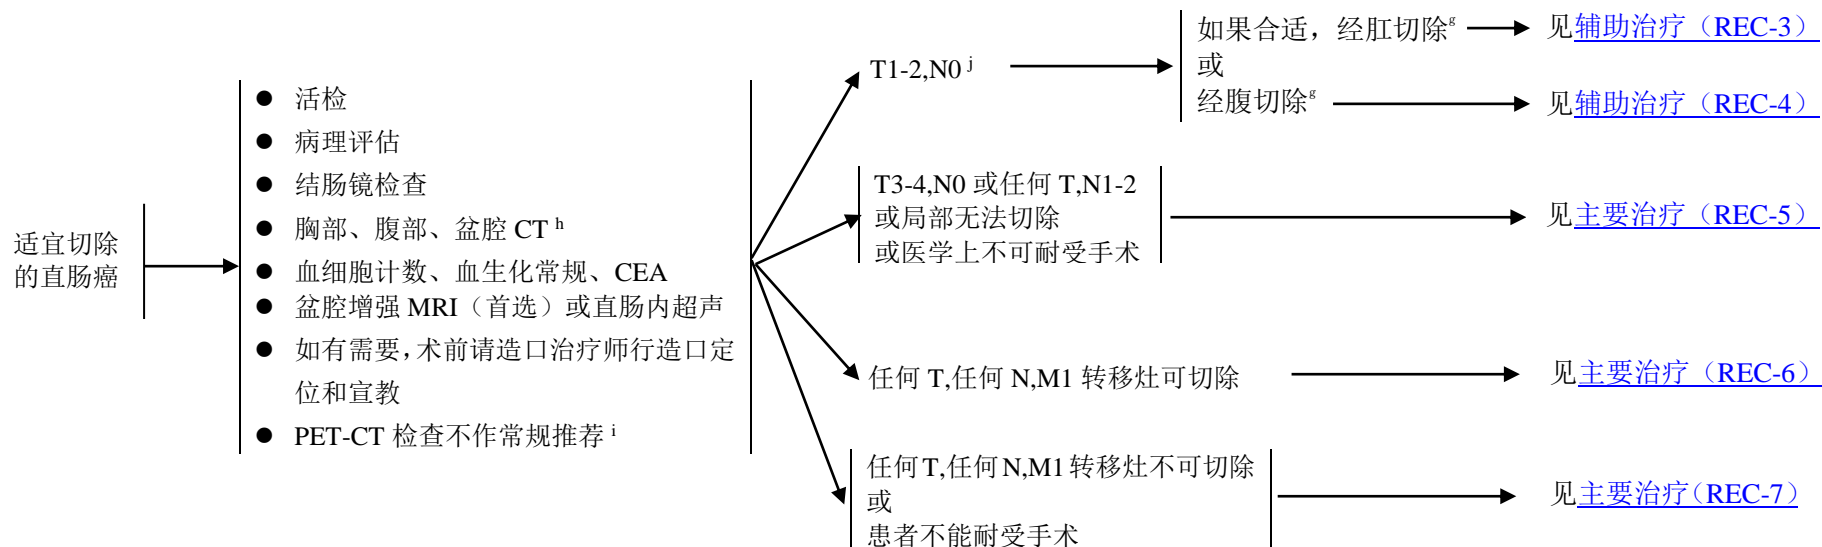 适宜切除
的直肠癌
● 活检
● 病理评估
● 结肠镜检查
● 胸部、腹部、盆腔 CT h
● 血细胞计数、血生化常规、CEA
● 盆腔增强 MRI（首选）或直肠内超声
● 如有需要，术前请造口治疗师行造口定
位和宣教
● PET-CT 检查不作常规推荐 i
T1-2,N0 j
如果合适，经肛切除g
或
经腹切除g
见辅助治疗（REC-3）
见辅助治疗（REC-4）
T3-4,N0 或任何 T,N1-2
或局部无法切除
或医学上不可耐受手术
见主要治疗（REC-5）
任何 T,任何 N,M1 转移灶可切除
见主要治疗（REC-6）
任何 T,任何 N,M1 转移灶不可切除
或
患者不能耐受手术
见主要治疗（REC-7）